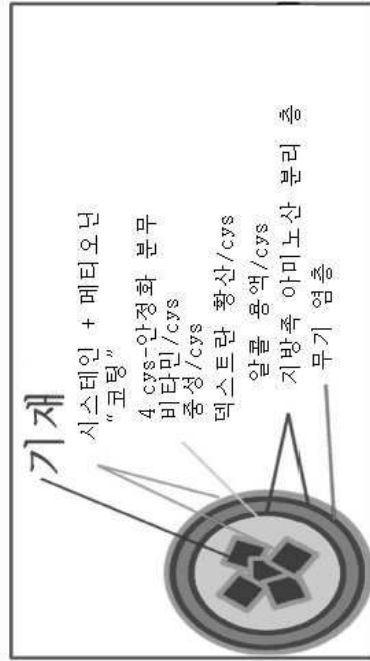 기재
시스테인 + 메티오닌
“코팅”
4 cys-안정화 분무
비타민/cys
중성/cys
덱스트란 황산/cys
알콜 용액/cys
지방족 아미노산 분리 층
무기 염층